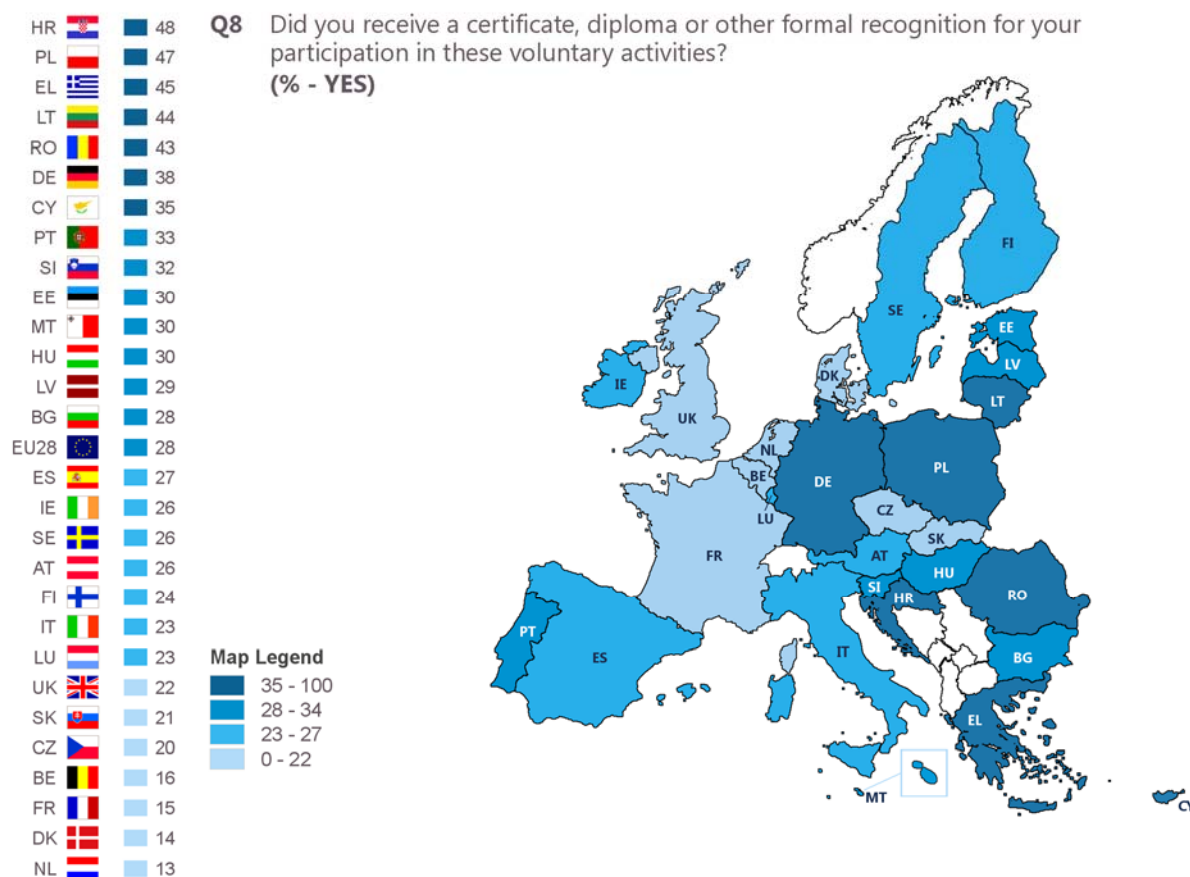 HR 48
PL 47
EL 45
LT 44
RO 43
DE 38
CY 35
PT 33
SI 32
EE 30
MT 30
HU 30
LV 29
BG 28
EU28 28
ES 27
IE 26
SE 26
AT 26
FI 24
IT 23
LU 23
UK 22
SK 21
CZ 20
BE 16
FR 15
DK 14
NL 13
Q8 Did you receive a certificate, diploma or other formal recognition for your
participation in these voluntary activities?
(% - YES)
FI
SE
EE
LV
LT
DK
IE
UK
NL
BE
LU
DE
PL
CZ
SK
FR
AT
HU
SI
HR
RO
PT
ES
IT
BG
EL
MT
CY
Map Legend
35 - 100
28 - 34
23 - 27
0 - 22